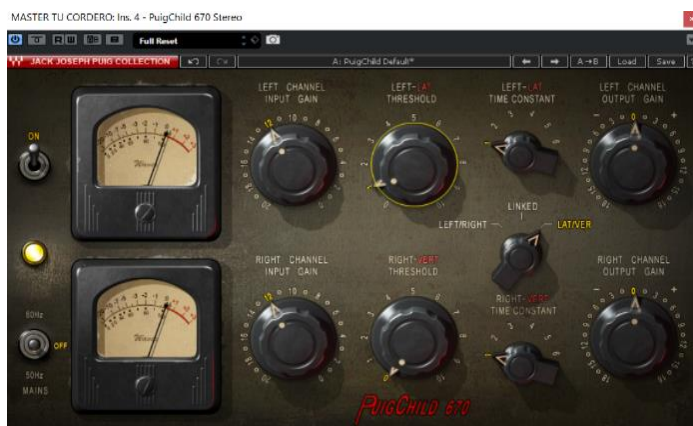 MASTER TU CORDERO: Ins. 4 - PuigChild 670 Stereo
Full Reset
JACK JOSEPH PUIG COLLECTION
A: PuigChild Default*
A→B
Load
Save
LEFT CHANNEL
INPUT GAIN
LEFT-LAT
THRESHOLD
LEFT-LAT
TIME CONSTANT
LEFT CHANNEL
OUTPUT GAIN
ON
Waves
LINKED
LEFT/RIGHT
LAT/VER
RIGHT CHANNEL
INPUT GAIN
RIGHT-VERT
THRESHOLD
RIGHT-VERT
TIME CONSTANT
RIGHT CHANNEL
OUTPUT GAIN
60Hz
OFF
50Hz
MAINS
Waves
PUIGCHILD 670